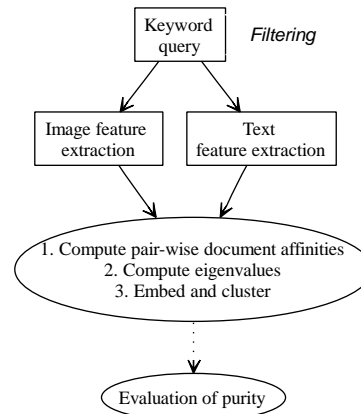 Keyword
query
Filtering
Image feature
extraction
Text
feature extraction
1. Compute pair-wise document affinities
2. Compute eigenvalues
3. Embed and cluster
Evaluation of purity